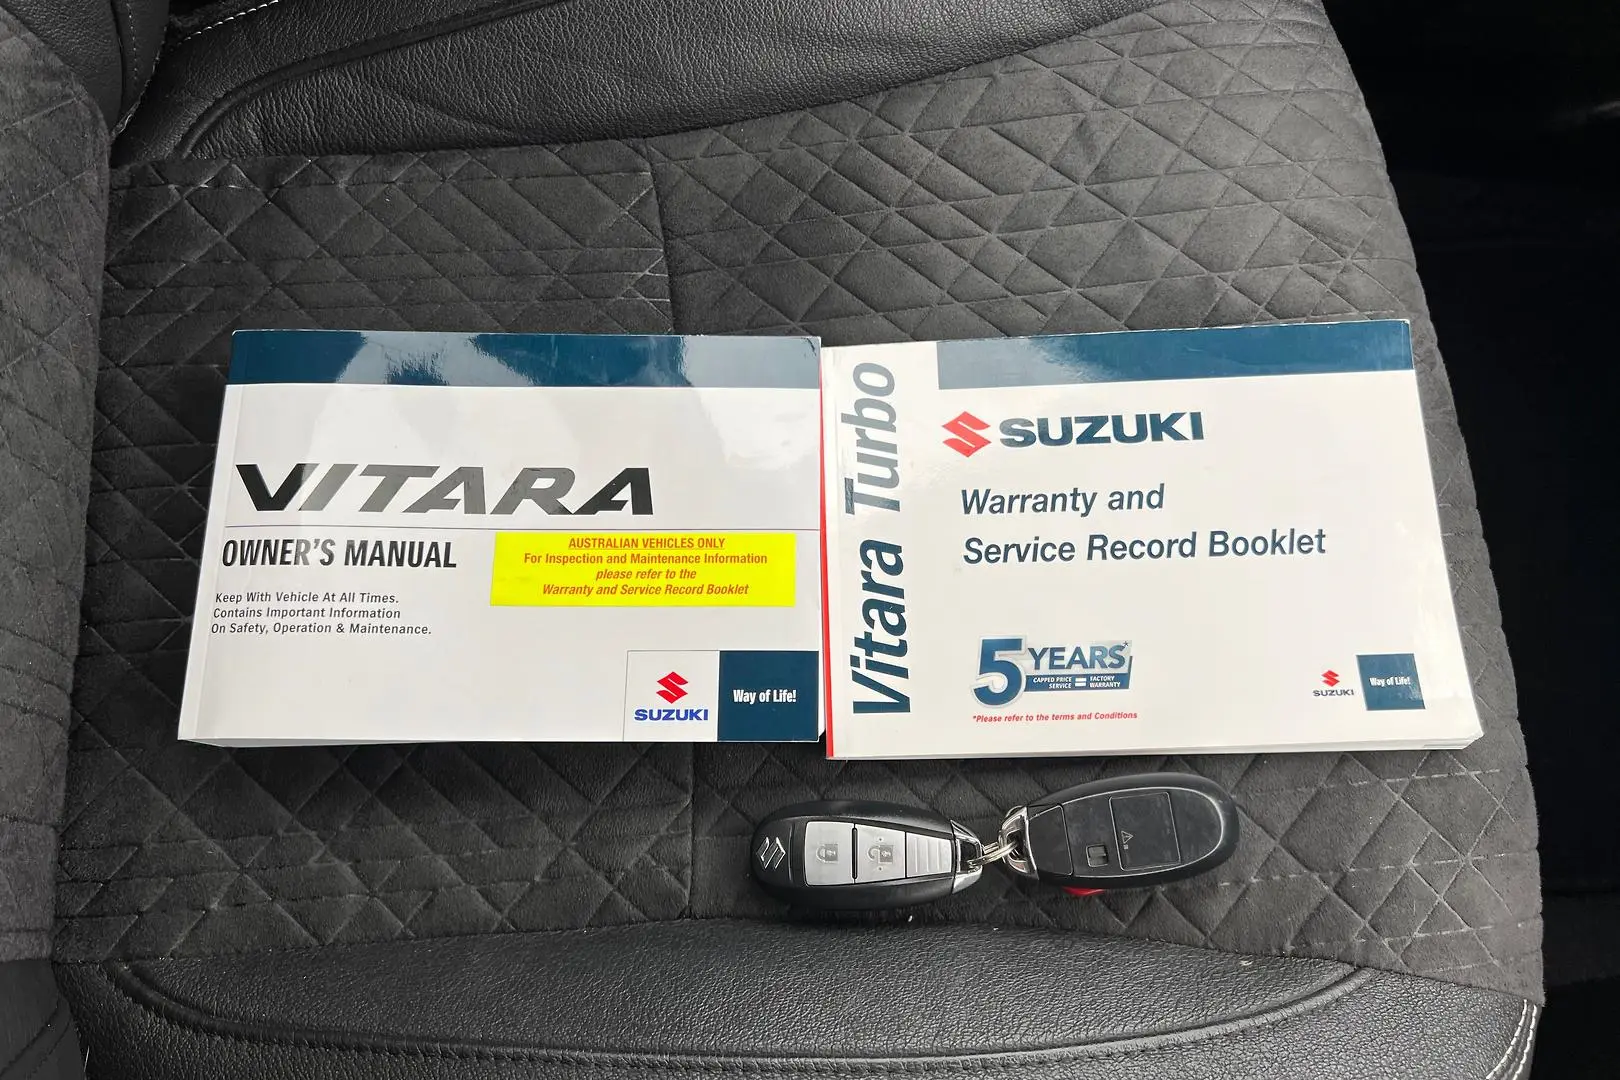 VITARA
OWNER'S MANUAL
Keep With Vehicle At All Times.
Contains Important Information
On Safety, Operation & Maintenance.
AUSTRALIAN VEHICLES ONLY
For Inspection and Maintenance Information
please refer to the
Warranty and Service Record Booklet
SUZUKI
Way of Life!
Vitara Turbo
SUZUKI
Warranty and
Service Record Booklet
5 YEARS*
CAPPED PRICE SERVICE = FACTORY WARRANTY
*Please refer to the terms and Conditions
SUZUKI
Way of Life!